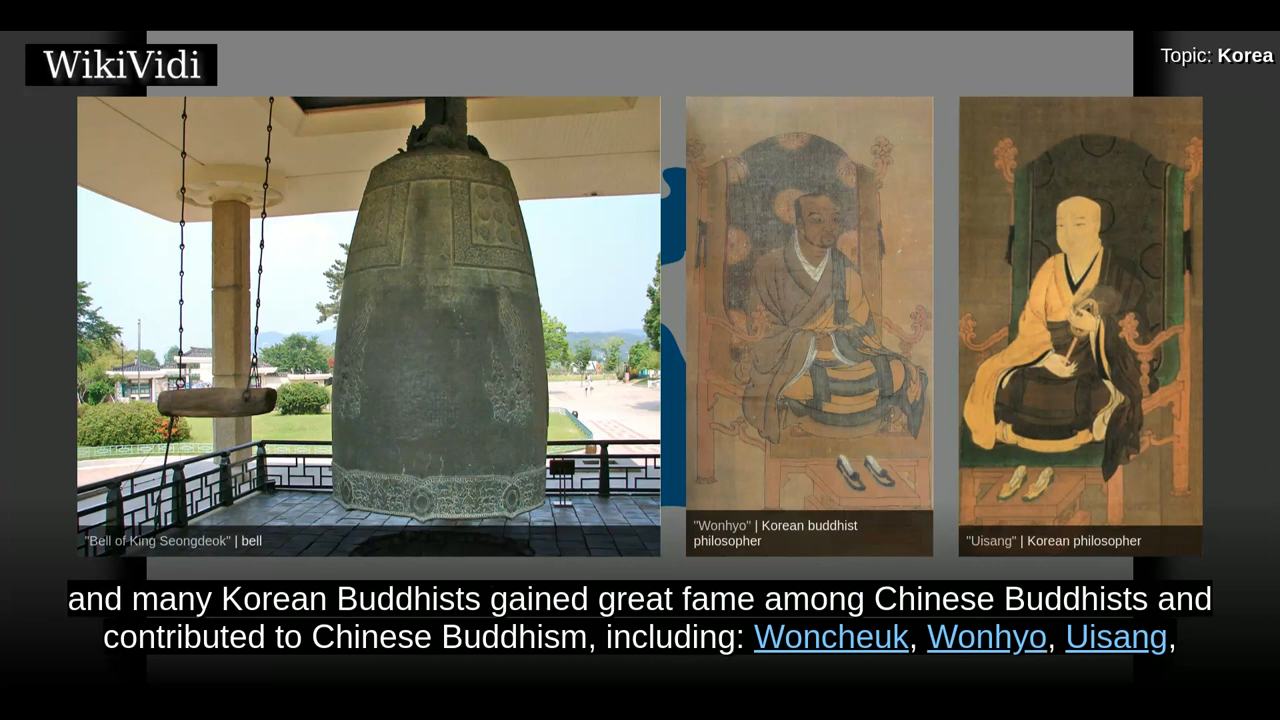 WikiVidi
Topic: Korea
"Bell of King Seongdeok" | bell
"Wonhyo" | Korean buddhist
philosopher
"Uisang" | Korean philosopher
and many Korean Buddhists gained great fame among Chinese Buddhists and
contributed to Chinese Buddhism, including: Woncheuk, Wonhyo, Uisang,